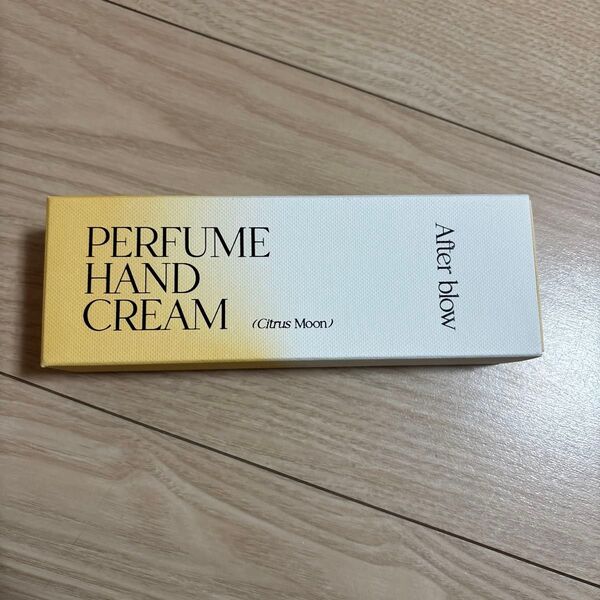 PERFUME
HAND
CREAM (Citrus Moon)
After blow